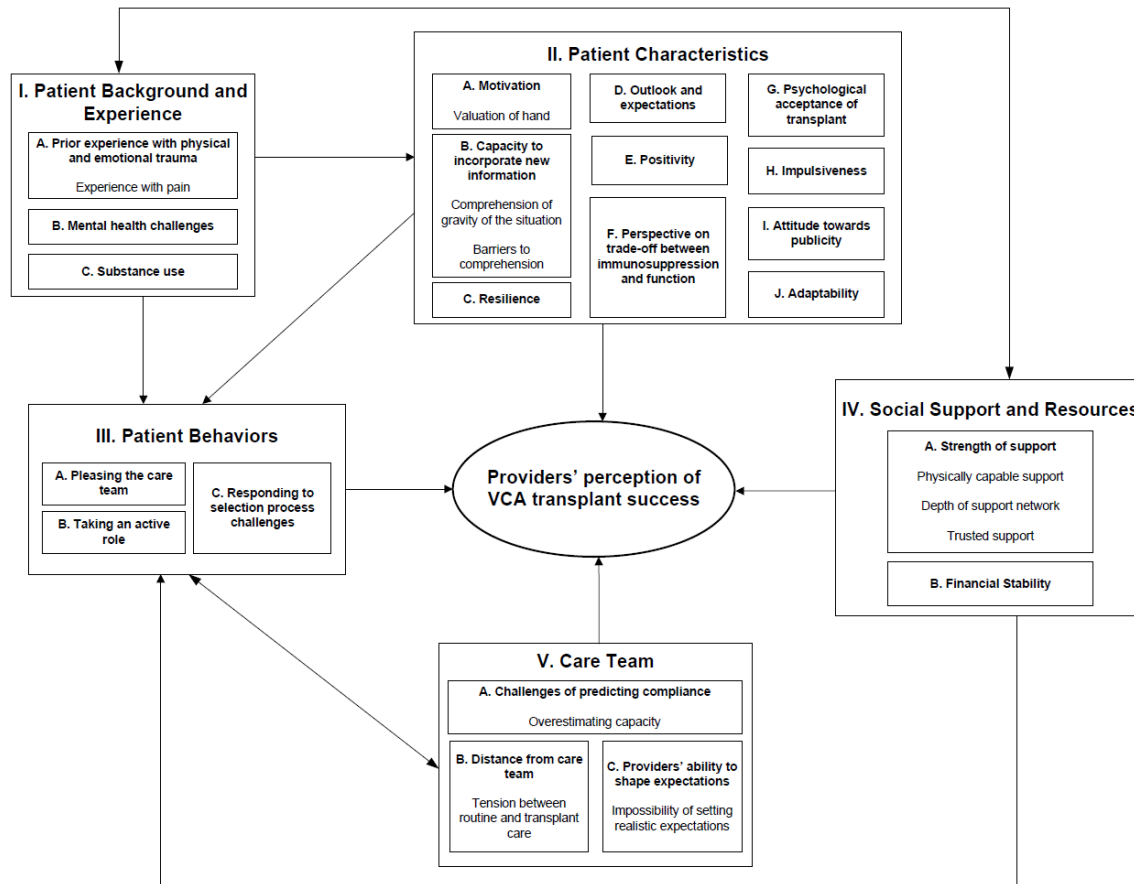 I. Patient Background and
Experience
A. Prior experience with physical
and emotional trauma
Experience with pain
B. Mental health challenges
C. Substance use
II. Patient Characteristics
A. Motivation
Valuation of hand
B. Capacity to
incorporate new
information
Comprehension of
gravity of the situation
Barriers to
comprehension
C. Resilience
D. Outlook and
expectations
E. Positivity
F. Perspective on
trade-off between
immunosuppression
and function
G. Psychological
acceptance of
transplant
H. Impulsiveness
I. Attitude towards
publicity
J. Adaptability
III. Patient Behaviors
A. Pleasing the care
team
B. Taking an active
role
C. Responding to
selection process
challenges
Providers’ perception of
VCA transplant success
IV. Social Support and Resources
A. Strength of support
Physically capable support
Depth of support network
Trusted support
B. Financial Stability
V. Care Team
A. Challenges of predicting compliance
Overestimating capacity
B. Distance from care
team
Tension between
routine and transplant
care
C. Providers’ ability to
shape expectations
Impossibility of setting
realistic expectations